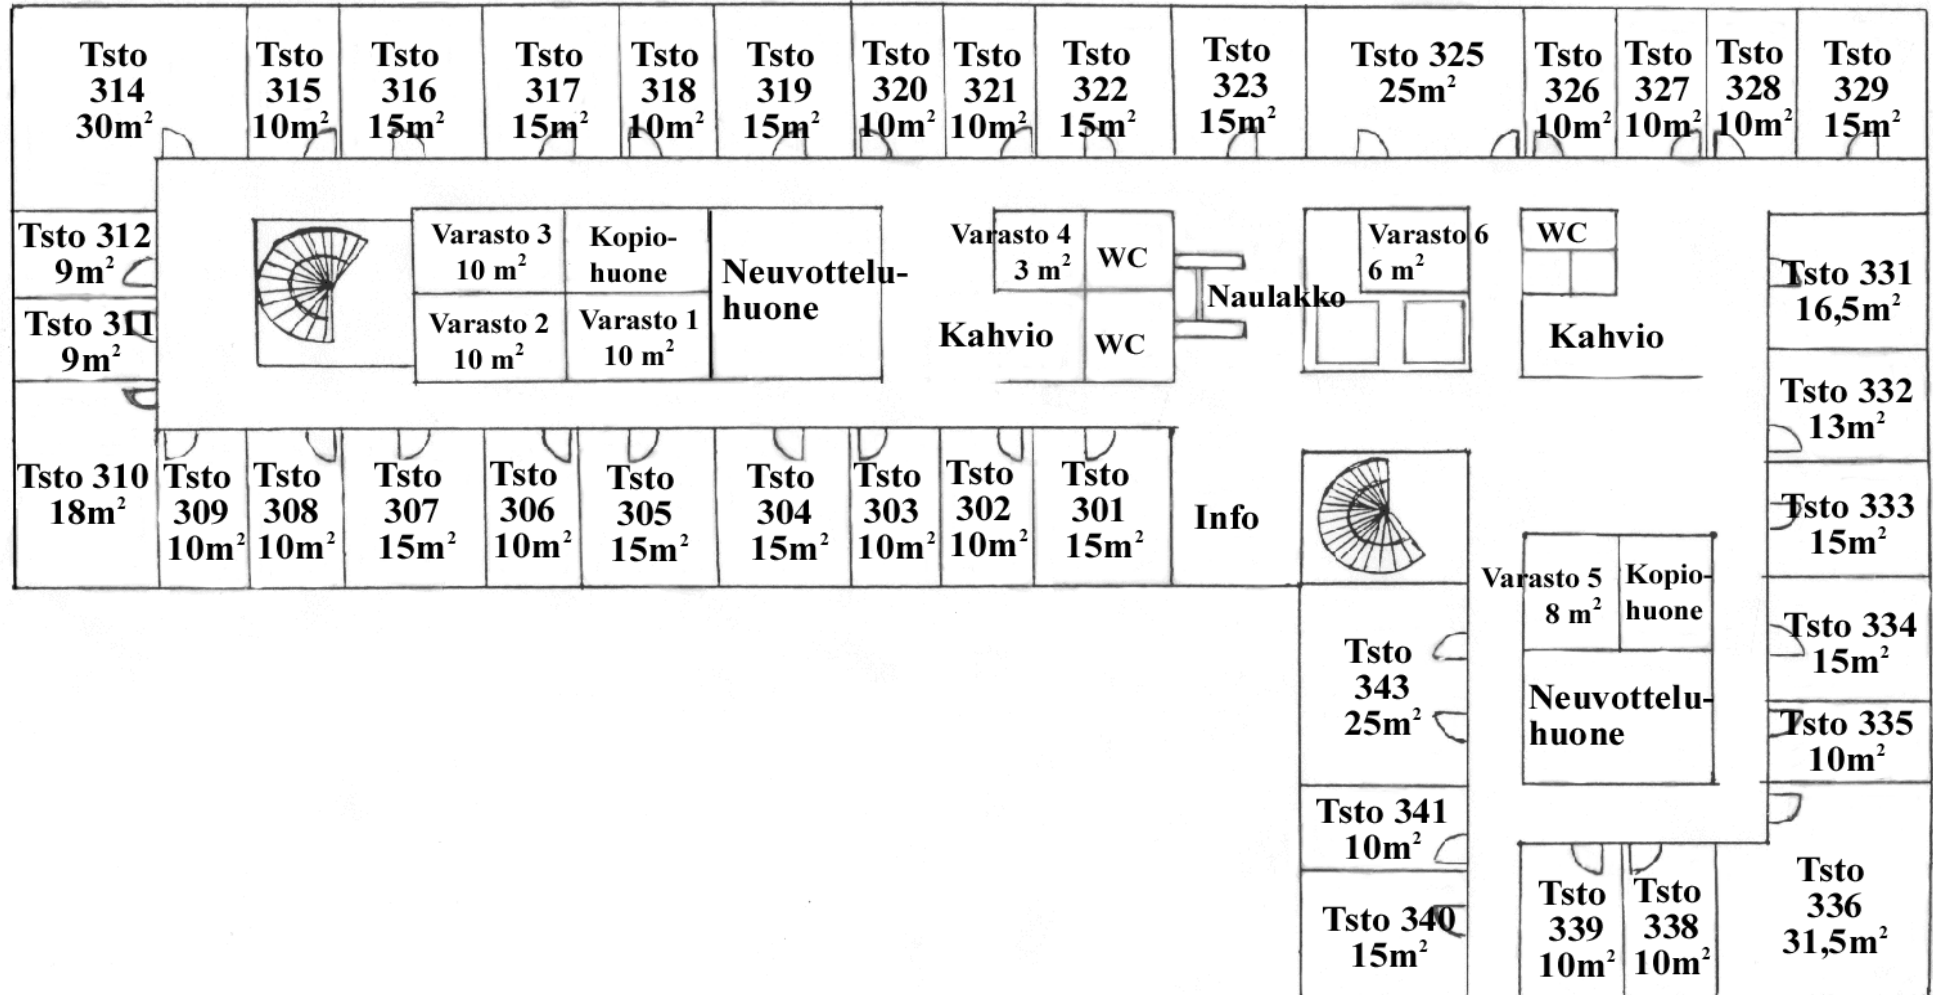 Tsto
314
30m²
Tsto
315
10m²
Tsto
316
15m²
Tsto
317
15m²
Tsto
318
10m²
Tsto
319
15m²
Tsto
320
10m²
Tsto
321
10m²
Tsto
322
15m²
Tsto
323
15m²
Tsto 325
25m²
Tsto
326
10m²
Tsto
327
10m²
Tsto
328
10m²
Tsto
329
15m²
Tsto 312
9m²
Tsto 311
9m²
Varasto 3
10 m²
Kopio-
huone
Varasto 2
10 m²
Varasto 1
10 m²
Neuvottelu-
huone
Varasto 4
3 m²
WC
Kahvio
WC
Naulakko
Varasto 6
6 m²
WC
Kahvio
Tsto 331
16,5m²
Tsto 332
13m²
Tsto 310
18m²
Tsto
309
10m²
Tsto
308
10m²
Tsto
307
15m²
Tsto
306
10m²
Tsto
305
15m²
Tsto
304
15m²
Tsto
303
10m²
Tsto
302
10m²
Tsto
301
15m²
Info
Tsto 333
15m²
Varasto 5
8 m²
Kopio-
huone
Tsto 334
15m²
Tsto
343
25m²
Neuvottelu-
huone
Tsto 335
10m²
Tsto 341
10m²
Tsto 340
15m²
Tsto
339
10m²
Tsto
338
10m²
Tsto
336
31,5m²